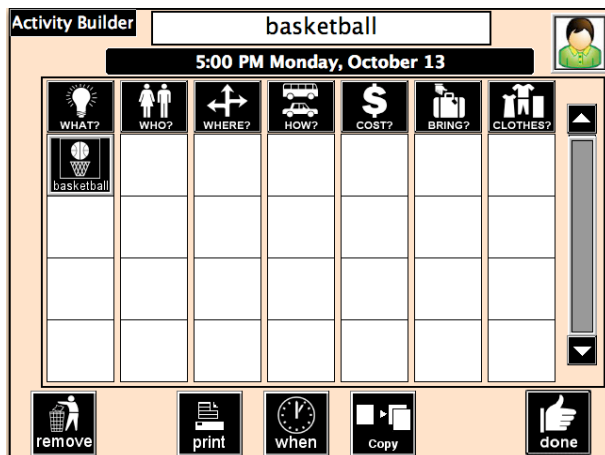 Activity Builder
basketball
5:00 PM Monday, October 13
WHAT? WHO? WHERE? HOW? COST? BRING? CLOTHES?
basketball
remove print when Copy done